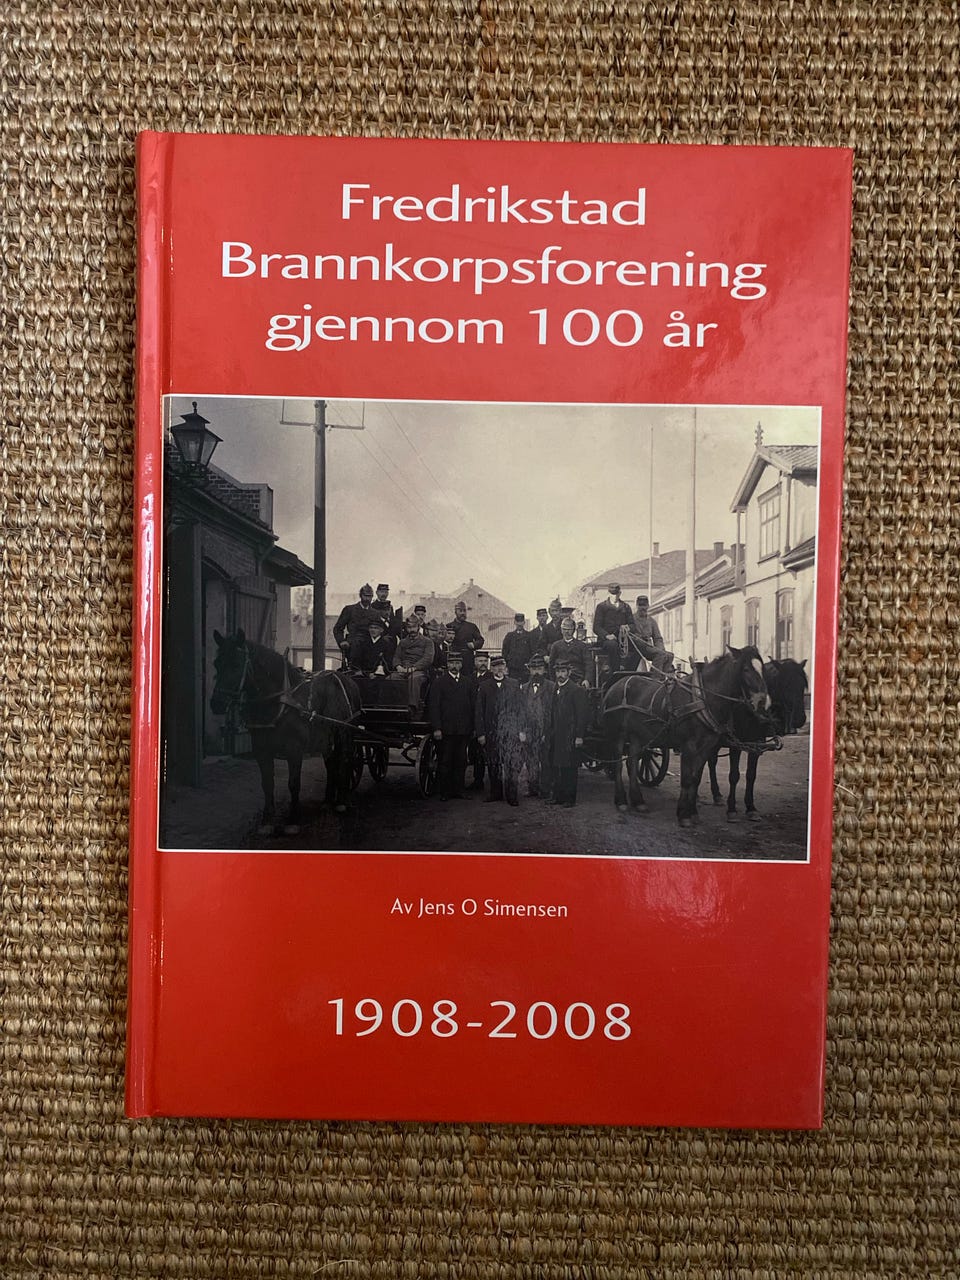 Fredrikstad
Brannkorpsforening
gjennom 100 år
Av Jens O Simensen
1908-2008